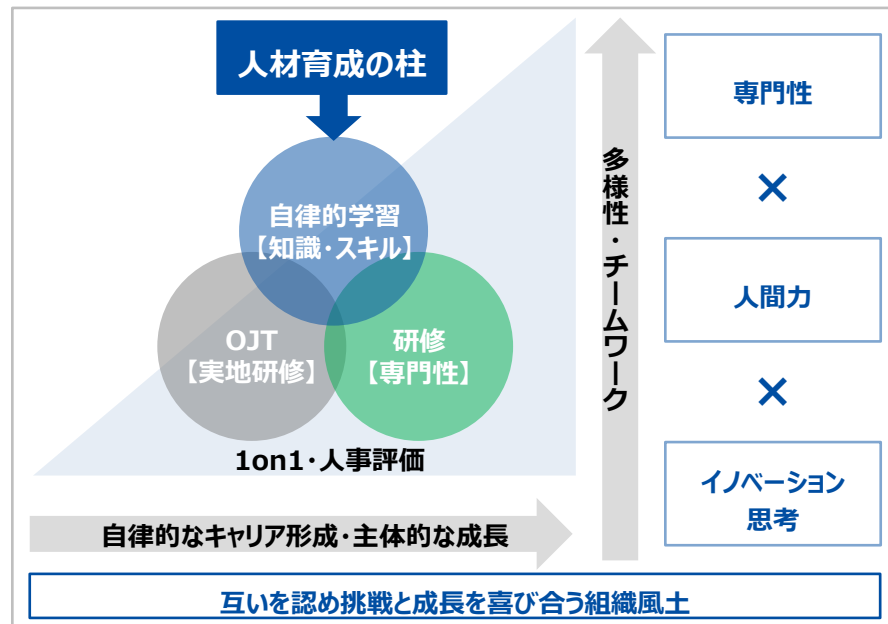 人材育成の柱
自律的学習
【知識・スキル】
OJT
【実地研修】
研修
【専門性】
1on1・人事評価
自律的なキャリア形成・主体的な成長
多様性・チームワーク
専門性
×
人間力
×
イノベーション
思考
互いを認め挑戦と成長を喜び合う組織風土